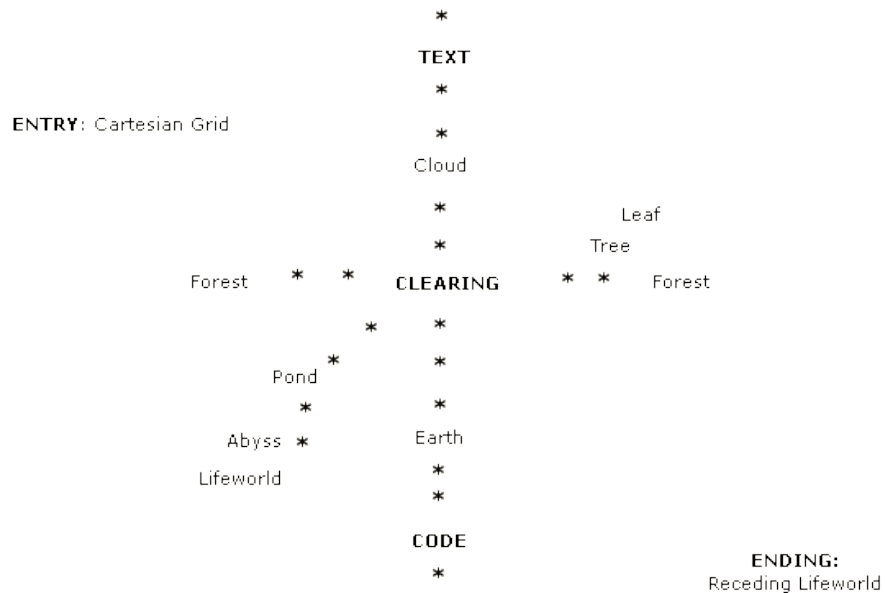 *
TEXT
*
ENTRY: Cartesian Grid
*
Cloud
*
Leaf
*
Tree
Forest * * CLEARING * * Forest
* *
* *
Pond
* *
Abyss * Earth
Lifeworld *
*
CODE
ENDING:
*
Receding Lifeworld